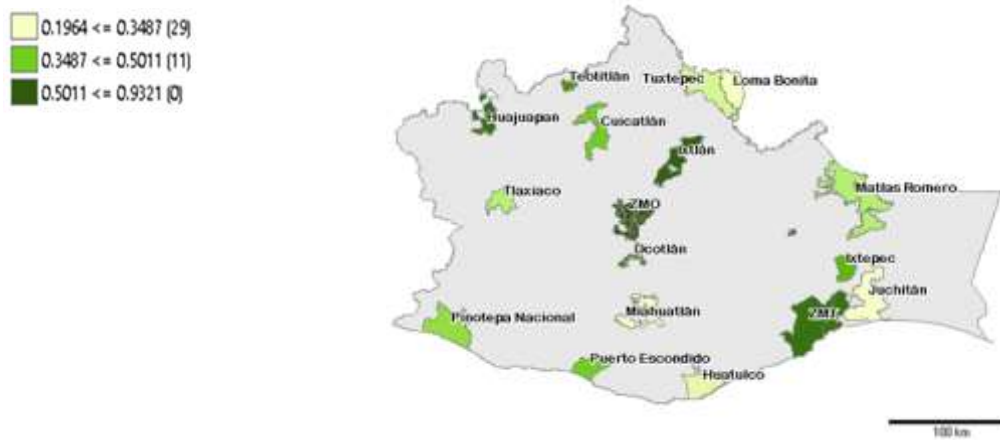 0.1964 <= 0.3487 (29)
0.3487 <= 0.5011 (11)
0.5011 <= 0.9321 (0)
Teotitlán
Tuxtepec
Loma Bonita
Huajuapan
Cuicatlán
Ixtlán
Tlaxiaco
Matías Romero
ZMO
Ocotlán
Ixtepec
Juchitán
Miahuatlán
ZMT
Pinotepa Nacional
Puerto Escondido
Huatulco
100 km